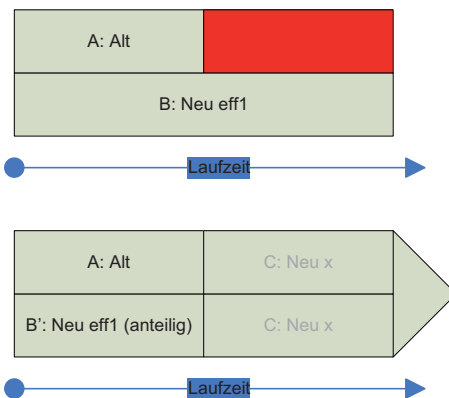 A: Alt
B: Neu eff1
Laufzeit
A: Alt
C: Neu x
B': Neu eff1 (anteilig)
C: Neu x
Laufzeit